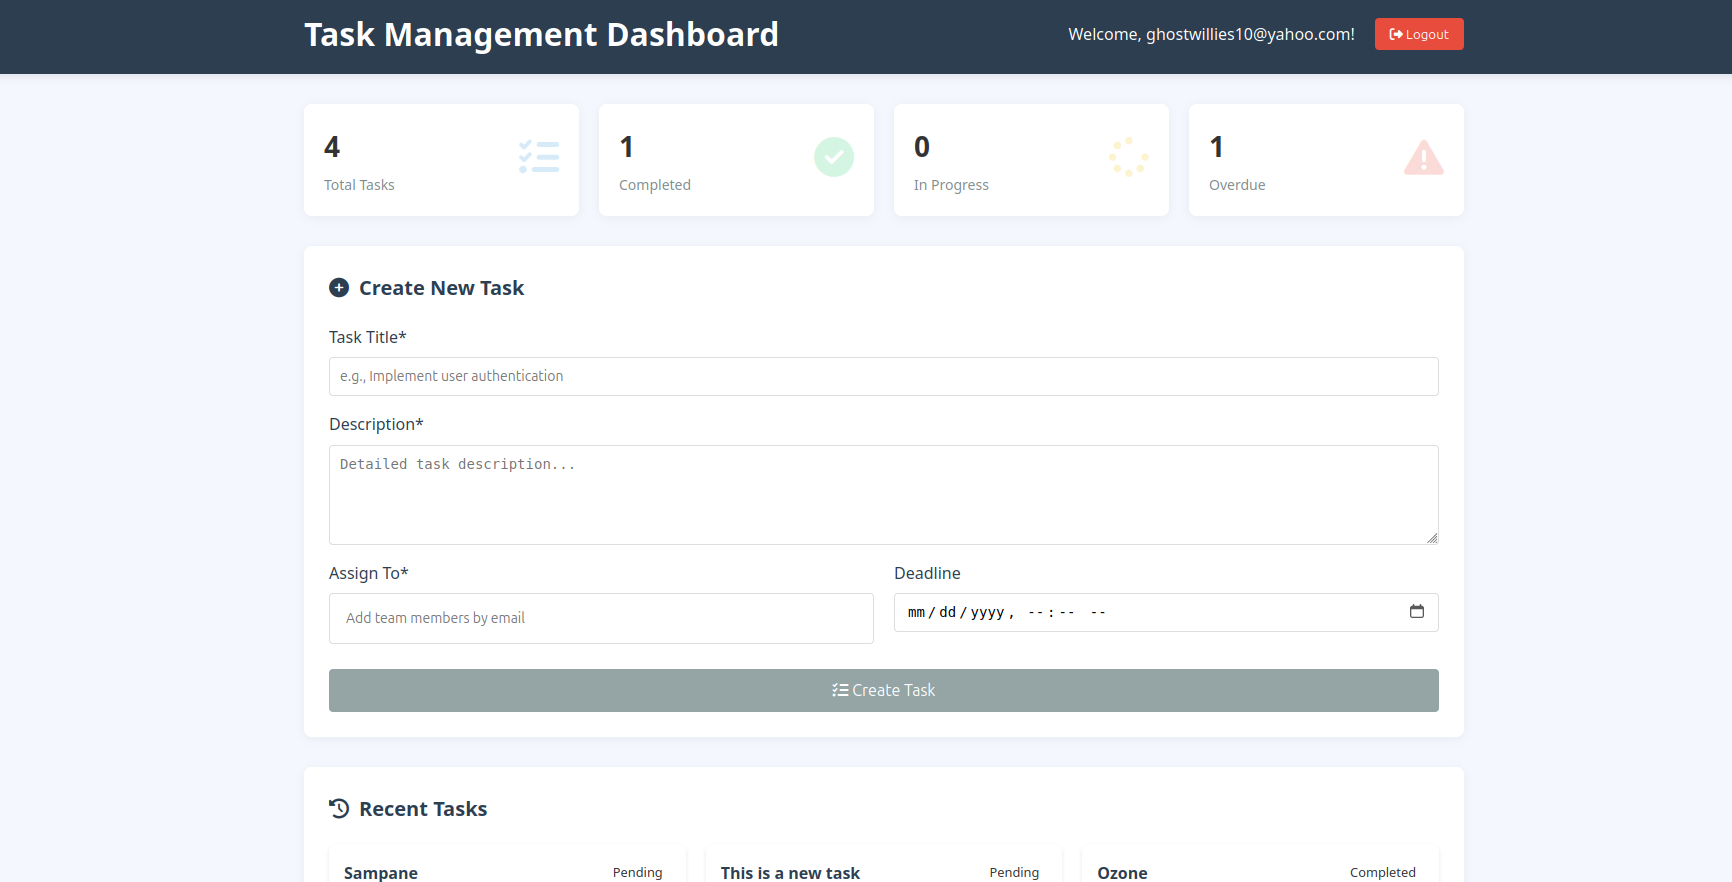 Task Management Dashboard
Welcome, ghostwillies10@yahoo.com!
Logout
4
Total Tasks
1
Completed
0
In Progress
1
Overdue
Create New Task
Task Title*
e.g., Implement user authentication
Description*
Detailed task description...
Assign To*
Deadline
Add team members by email
mm/dd/yyyy, --:-- --
Create Task
Recent Tasks
Sampane
Pending
This is a new task
Pending
Ozone
Completed